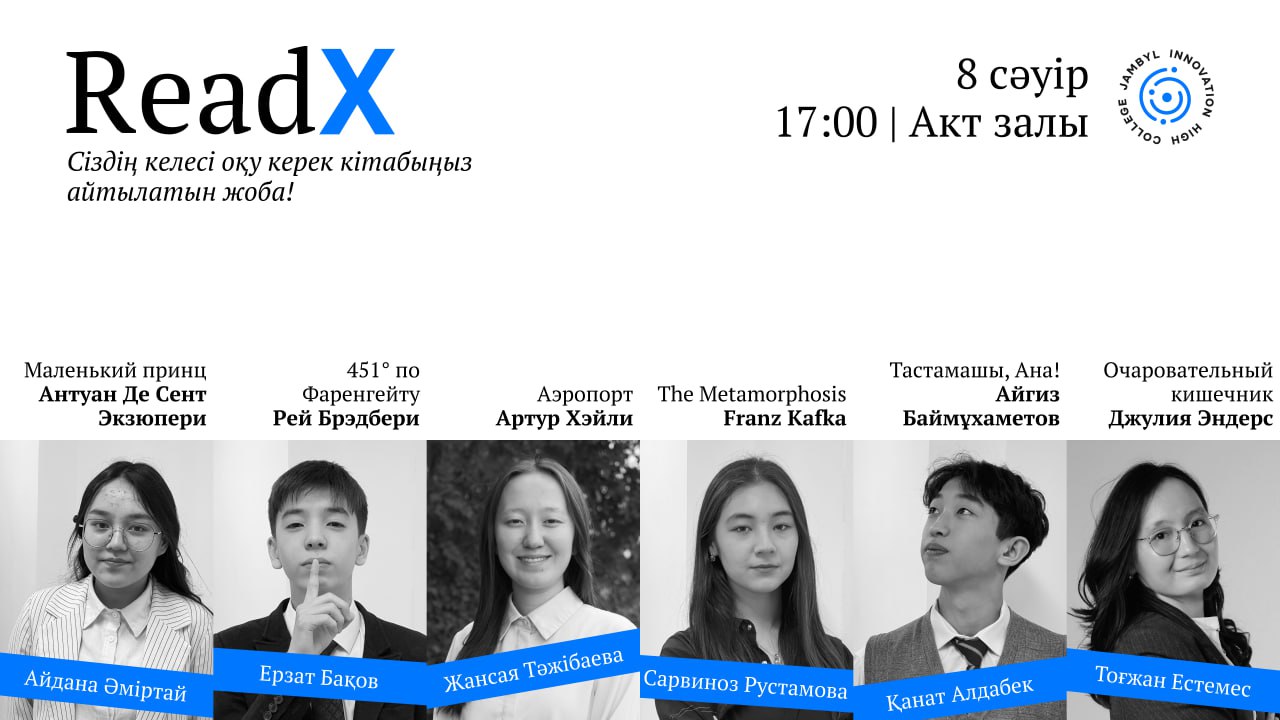 ReadX
Сіздің келесі оқу керек кітабыңыз
айтылатын жоба!
8 сәуір
17:00 | Акт залы
JAMBYL INNOVATION HIGH COLLEGE
Маленький принц
Антуан Де Сент
Экзюпери
451° по
Фаренгейту
Рей Брэдбери
Аэропорт
Артур Хэйли
The Metamorphosis
Franz Kafka
Тастамашы, Ана!
Айгиз
Баймұхаметов
Очаровательный
кишечник
Джулия Эндерс
Айдана Әміртай
Ерзат Бақов
Жансая Тәжібаева
Сарвиноз Рустамова
Қанат Алдабек
Тоғжан Естемес